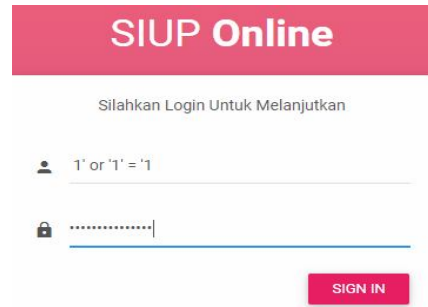 SIUP Online
Silahkan Login Untuk Melanjutkan
1' or '1' = '1
•••••••••••••••
SIGN IN